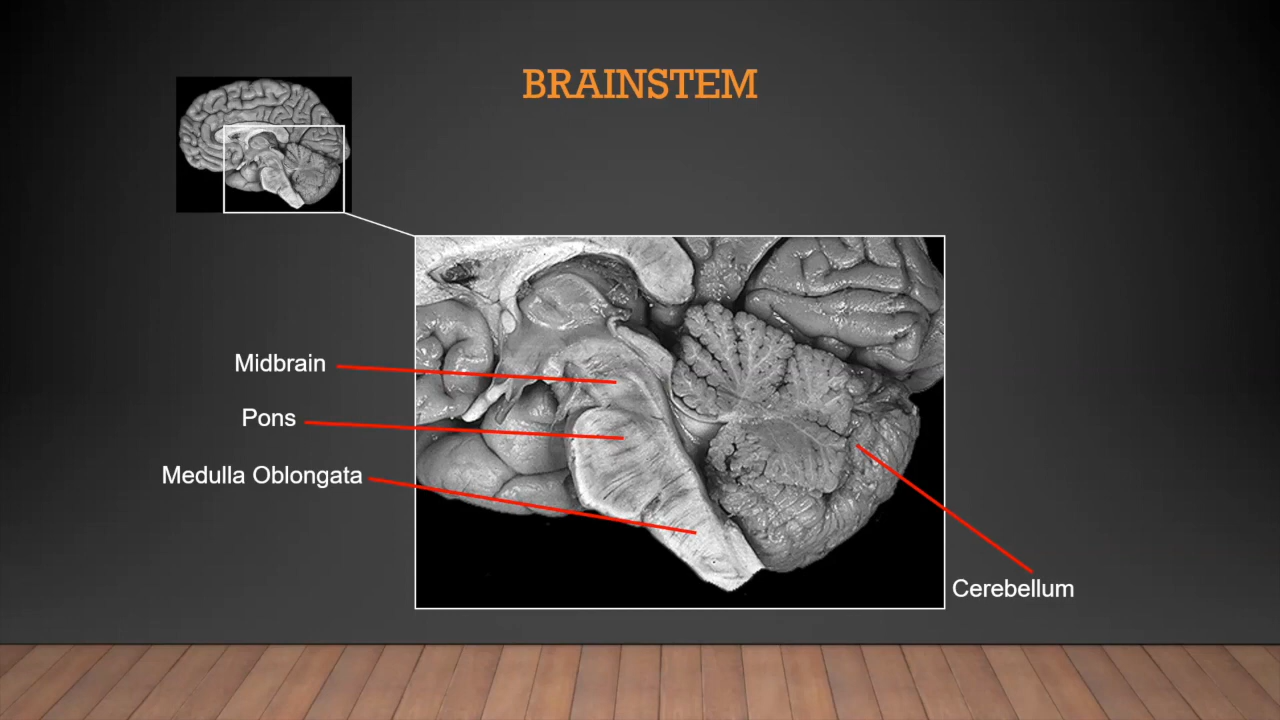 BRAINSTEM
Midbrain
Pons
Medulla Oblongata
Cerebellum